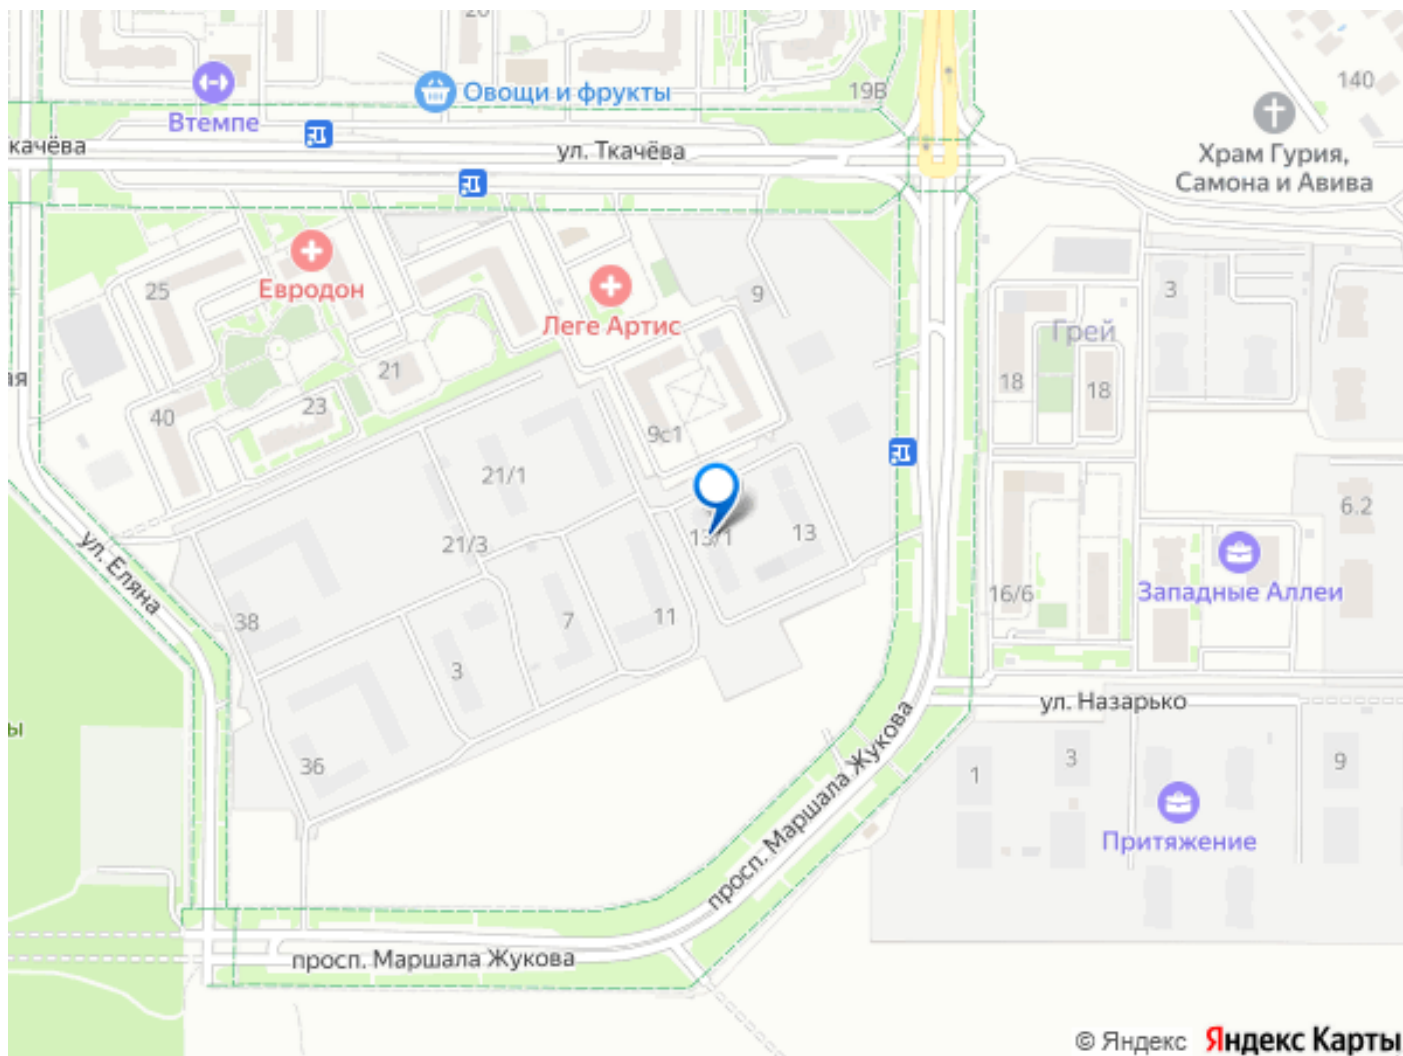 20
140
19В
Овощи и фрукты
Втемпе
ул. Ткачёва
качёва
Храм Гурия,
Самона и Авива
Евродон
25
9
3
Леге Артис
Грей
ая
21
18
18
23
40
9с1
21/1
6.2
13/1
13
21/3
ул. Еляна
Западные Аллеи
16/6
38
7
11
3
ул. Назарько
ы
просп. Маршала Жукова
36
1
3
9
Притяжение
просп. Маршала Жукова
© Яндекс Яндекс Карты